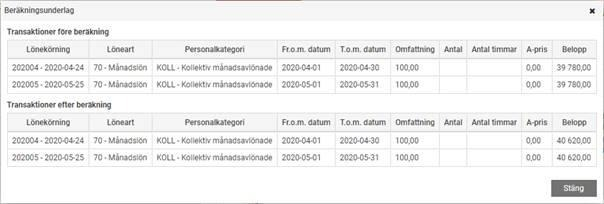 Beräkningsunderlag ✖
Transaktioner före beräkning
Lönekörning Löneart Personalkategori Fr.o.m. datum T.o.m. datum Omfattning Antal Antal timmar A-pris Belopp
202004 - 2020-04-24 70 - Månadslön KOLL - Kollektiv månadsavlönade 2020-04-01 2020-04-30 100,00 0,00 39 780,00
202005 - 2020-05-25 70 - Månadslön KOLL - Kollektiv månadsavlönade 2020-05-01 2020-05-31 100,00 0,00 39 780,00
Transaktioner efter beräkning
Lönekörning Löneart Personalkategori Fr.o.m. datum T.o.m. datum Omfattning Antal Antal timmar A-pris Belopp
202004 - 2020-04-24 70 - Månadslön KOLL - Kollektiv månadsavlönade 2020-04-01 2020-04-30 100,00 0,00 40 620,00
202005 - 2020-05-25 70 - Månadslön KOLL - Kollektiv månadsavlönade 2020-05-01 2020-05-31 100,00 0,00 40 620,00
Stäng